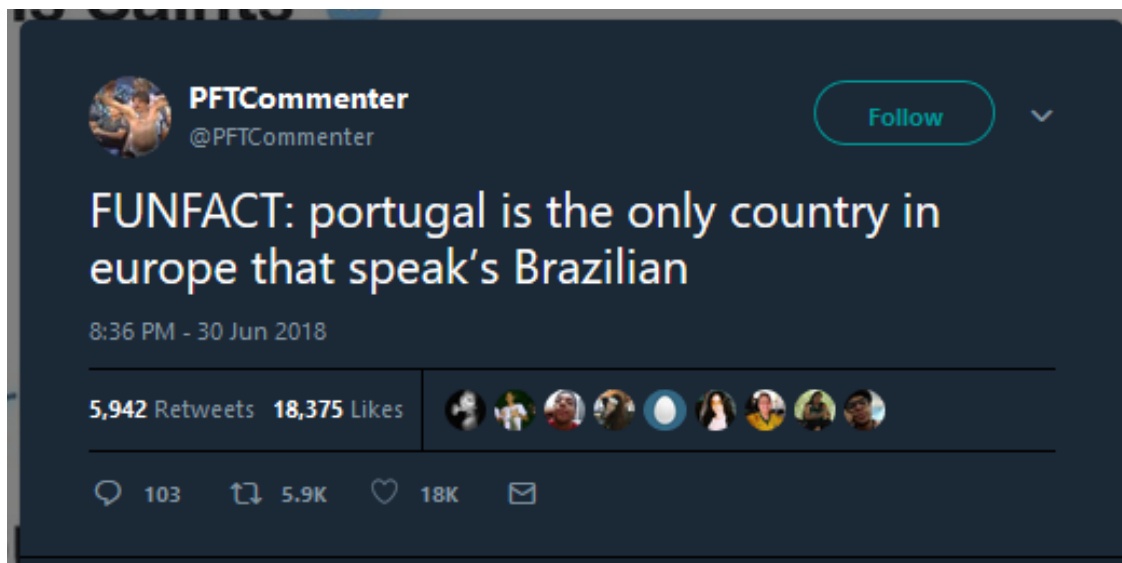 PFTCommenter
@PFTCommenter
Follow
FUNFACT: portugal is the only country in
europe that speak’s Brazilian
8:36 PM - 30 Jun 2018
5,942 Retweets 18,375 Likes
103 5.9K 18K